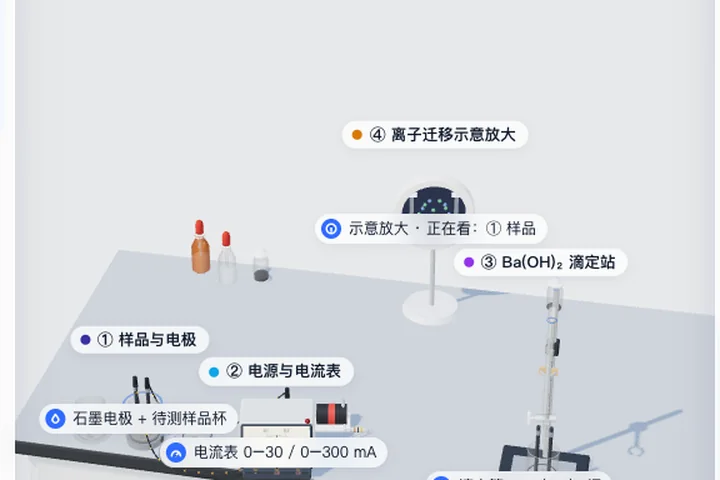 ④ 离子迁移示意放大
示意放大 · 正在看：① 样品
③ Ba(OH)₂ 滴定站
① 样品与电极
② 电源与电流表
石墨电极 + 待测样品杯
电流表 0–30 / 0–300 mA